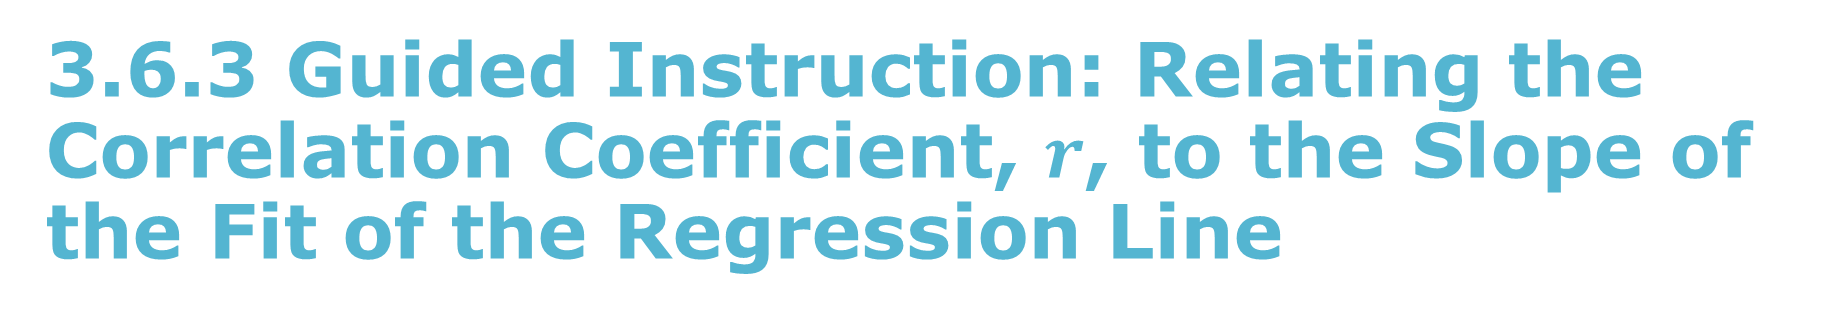 3.6.3 Guided Instruction: Relating the
Correlation Coefficient, r, to the Slope of
the Fit of the Regression Line